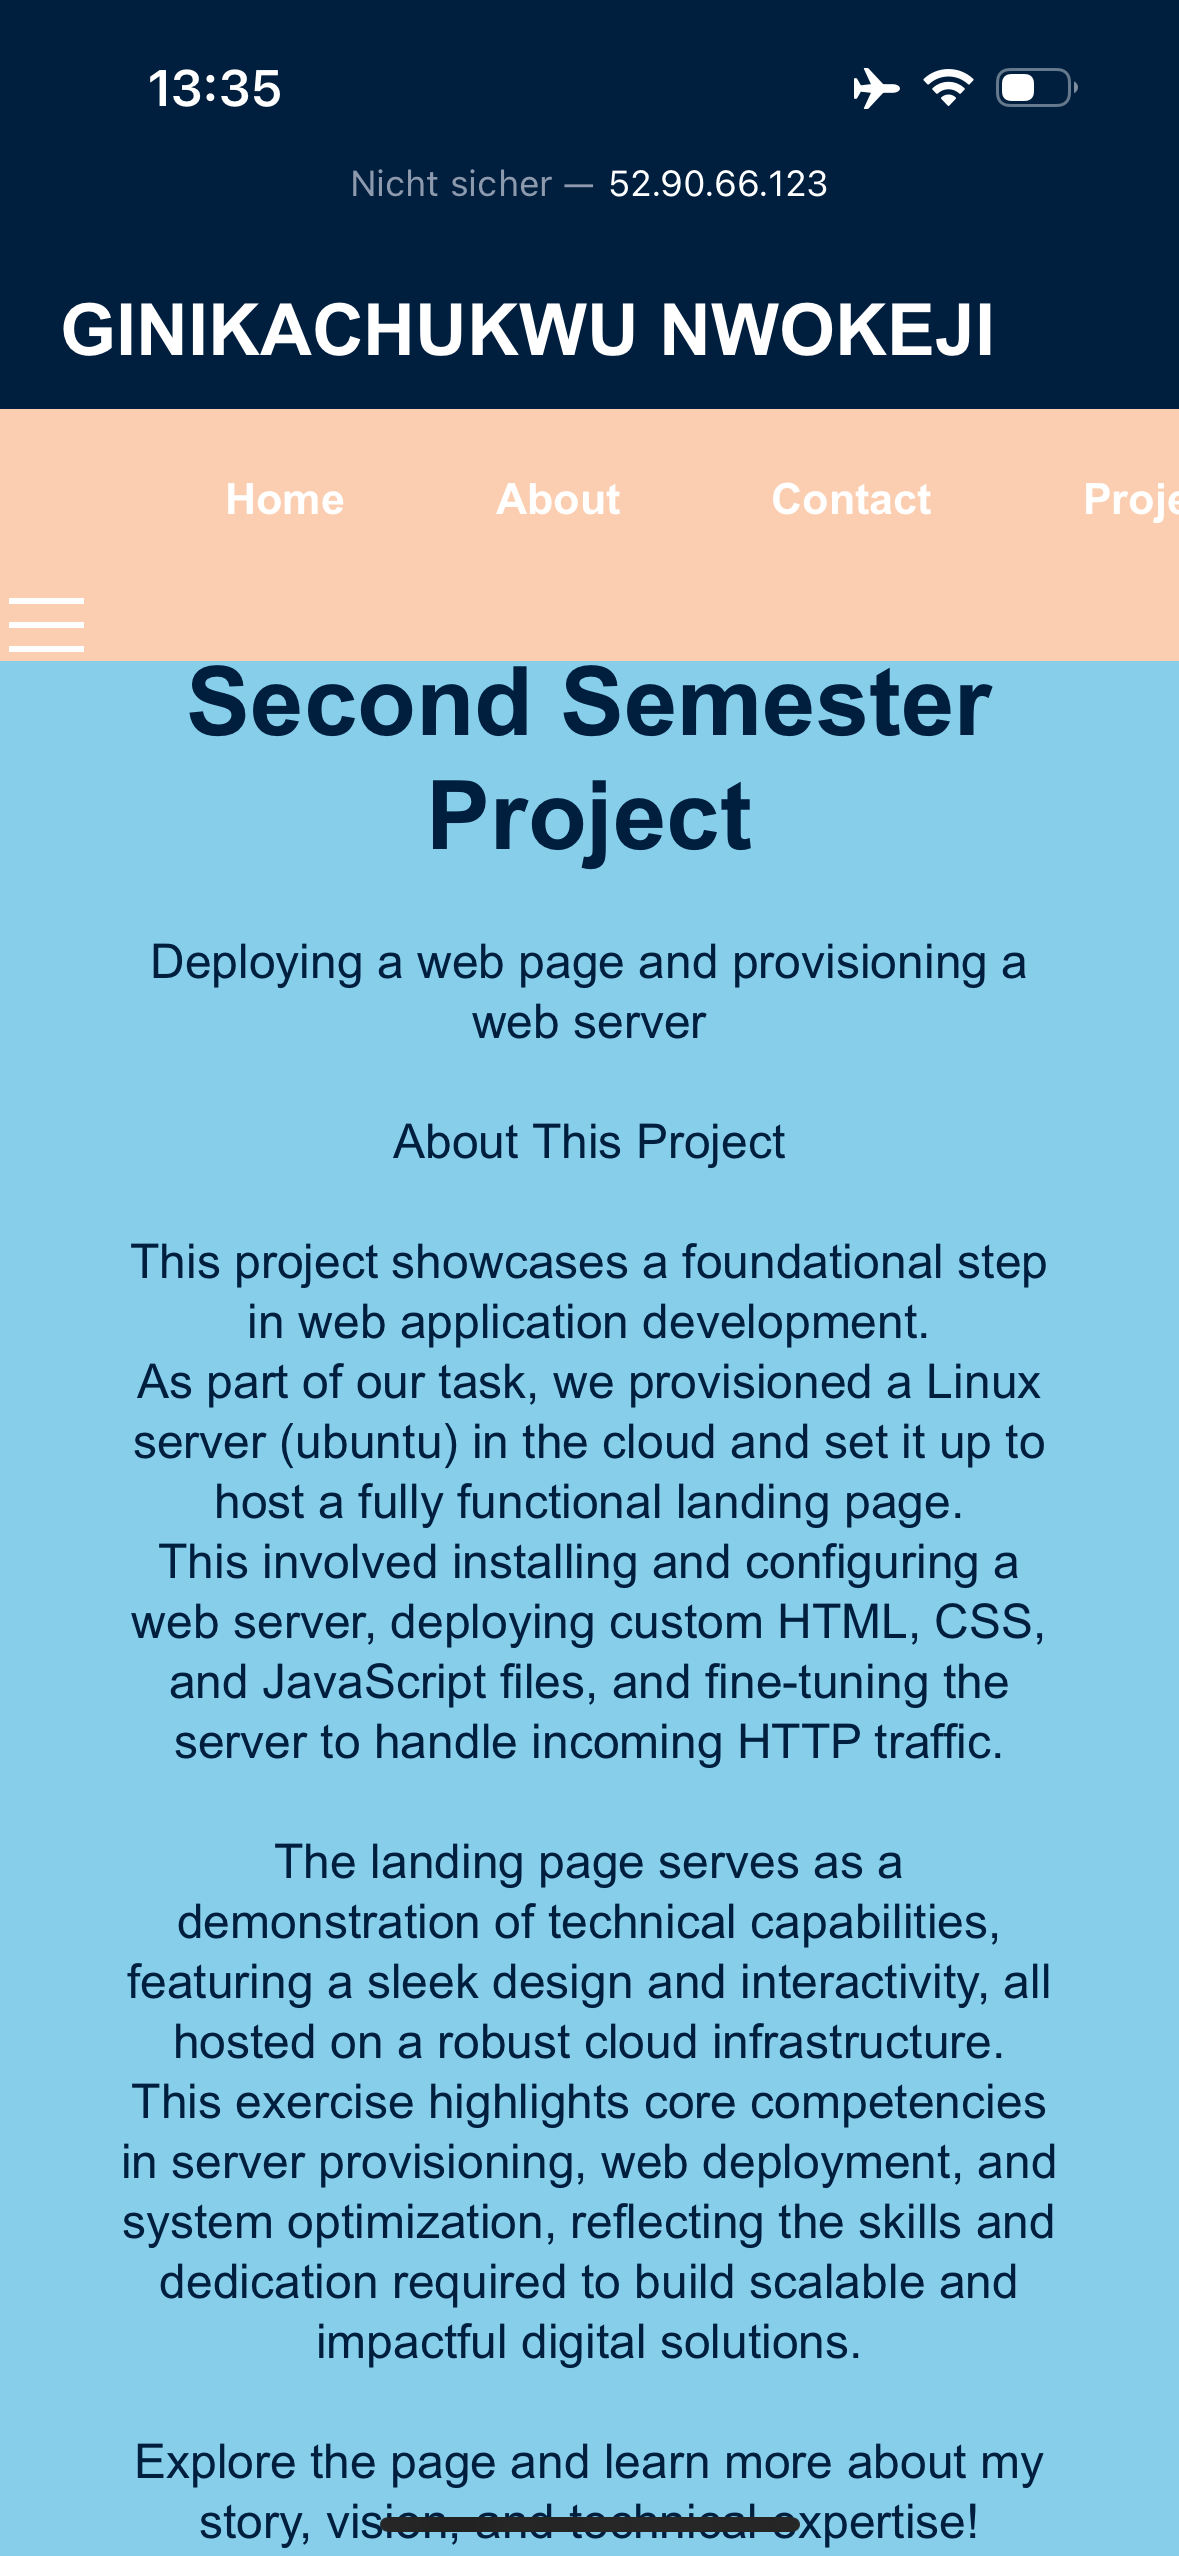 13:35
Nicht sicher — 52.90.66.123
GINIKACHUKWU NWOKEJI
Home About Contact Proje
Second Semester
Project
Deploying a web page and provisioning a
web server
About This Project
This project showcases a foundational step
in web application development.
As part of our task, we provisioned a Linux
server (ubuntu) in the cloud and set it up to
host a fully functional landing page.
This involved installing and configuring a
web server, deploying custom HTML, CSS,
and JavaScript files, and fine-tuning the
server to handle incoming HTTP traffic.
The landing page serves as a
demonstration of technical capabilities,
featuring a sleek design and interactivity, all
hosted on a robust cloud infrastructure.
This exercise highlights core competencies
in server provisioning, web deployment, and
system optimization, reflecting the skills and
dedication required to build scalable and
impactful digital solutions.
Explore the page and learn more about my
story, vision, and technical expertise!